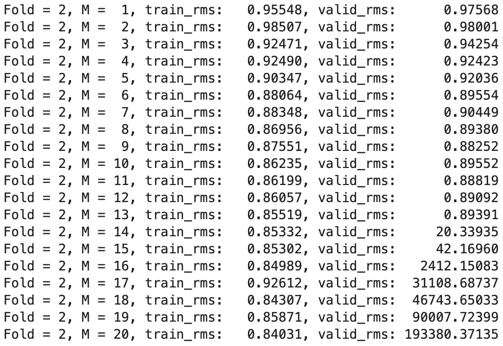 Fold = 2, M =  1, train_rms:   0.95548, valid_rms:      0.97568
Fold = 2, M =  2, train_rms:   0.98507, valid_rms:      0.98065
Fold = 2, M =  3, train_rms:   0.92471, valid_rms:      0.94254
Fold = 2, M =  4, train_rms:   0.92490, valid_rms:      0.92423
Fold = 2, M =  5, train_rms:   0.90347, valid_rms:      0.92036
Fold = 2, M =  6, train_rms:   0.88064, valid_rms:      0.89554
Fold = 2, M =  7, train_rms:   0.88348, valid_rms:      0.90449
Fold = 2, M =  8, train_rms:   0.86956, valid_rms:      0.89380
Fold = 2, M =  9, train_rms:   0.87551, valid_rms:      0.88252
Fold = 2, M = 10, train_rms:   0.86235, valid_rms:      0.89552
Fold = 2, M = 11, train_rms:   0.86199, valid_rms:      0.88819
Fold = 2, M = 12, train_rms:   0.86057, valid_rms:      0.89092
Fold = 2, M = 13, train_rms:   0.85519, valid_rms:      0.89391
Fold = 2, M = 14, train_rms:   0.85332, valid_rms:     20.33935
Fold = 2, M = 15, train_rms:   0.85302, valid_rms:     42.16960
Fold = 2, M = 16, train_rms:   0.84989, valid_rms:   2412.15083
Fold = 2, M = 17, train_rms:   0.92612, valid_rms:  31108.68737
Fold = 2, M = 18, train_rms:   0.84307, valid_rms:  46743.65033
Fold = 2, M = 19, train_rms:   0.85871, valid_rms:  90007.72399
Fold = 2, M = 20, train_rms:   0.84031, valid_rms: 193380.37135